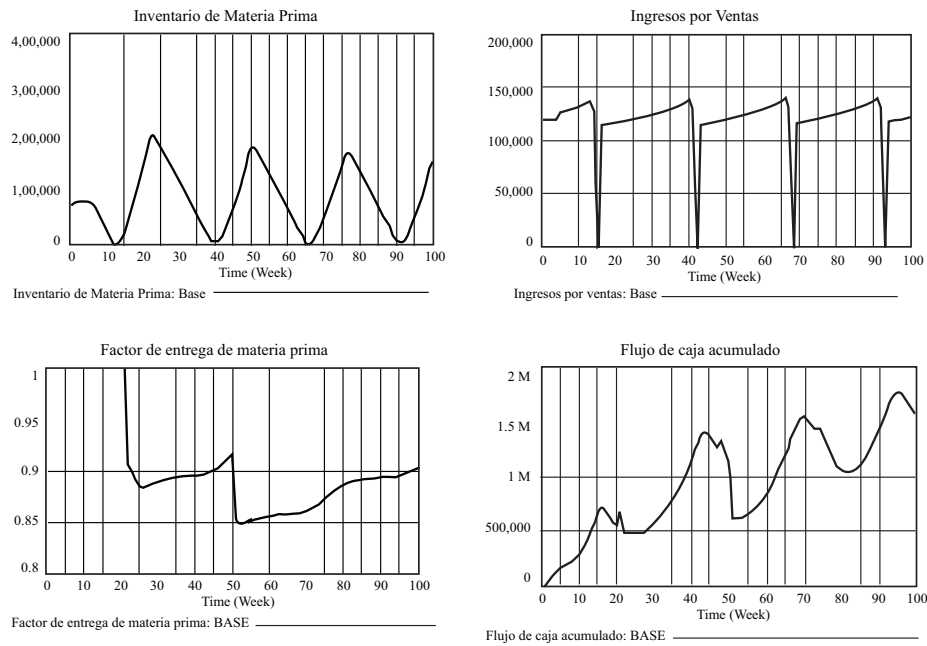 Inventario de Materia Prima
4,00,000
3,00,000
2,00,000
1,00,000
0
0 10 20 30 40 50 60 70 80 90 100
Time (Week)
Inventario de Materia Prima: Base
Ingresos por Ventas
200,000
150,000
100,000
50,000
0
0 10 20 30 40 50 60 70 80 90 100
Time (Week)
Ingresos por ventas: Base
Factor de entrega de materia prima
1
0.95
0.9
0.85
0.8
0 10 20 30 40 50 60 70 80 90 100
Time (Week)
Factor de entrega de materia prima: BASE
Flujo de caja acumulado
2 M
1.5 M
1 M
500,000
0
0 10 20 30 40 50 60 70 80 90 100
Time (Week)
Flujo de caja acumulado: BASE